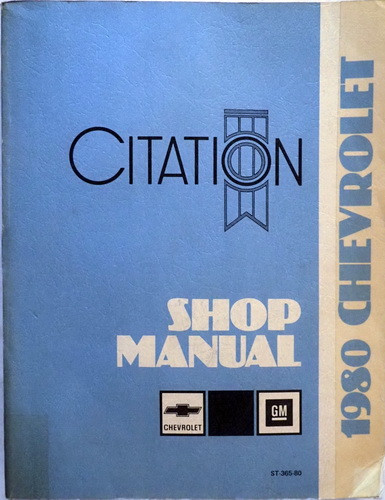 CITATION
SHOP
MANUAL
CHEVROLET
GM
ST-365-80
1980 CHEVROLET